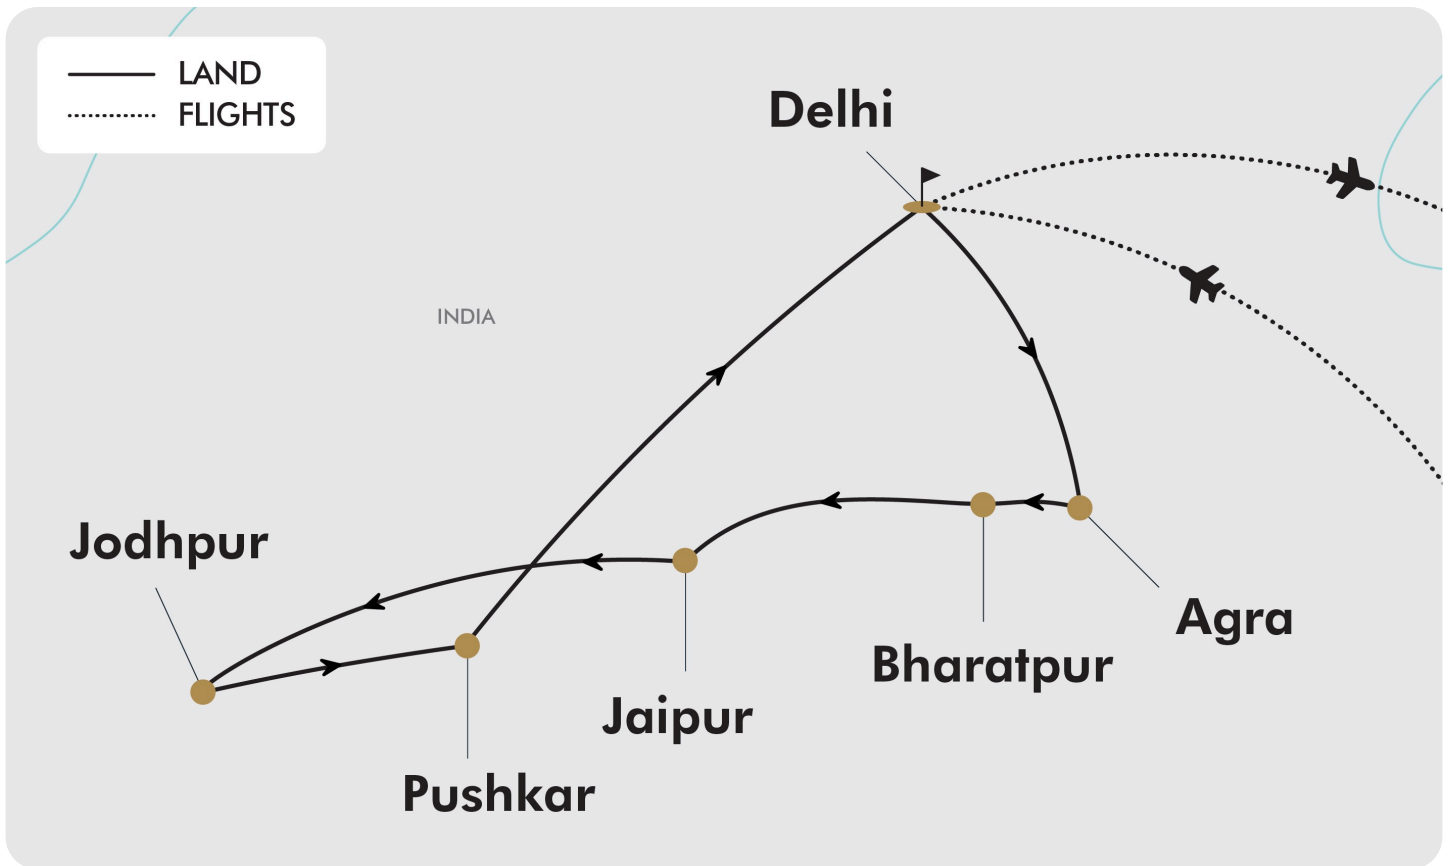 LAND
FLIGHTS
Delhi
INDIA
Jodhpur
Agra
Bharatpur
Jaipur
Pushkar